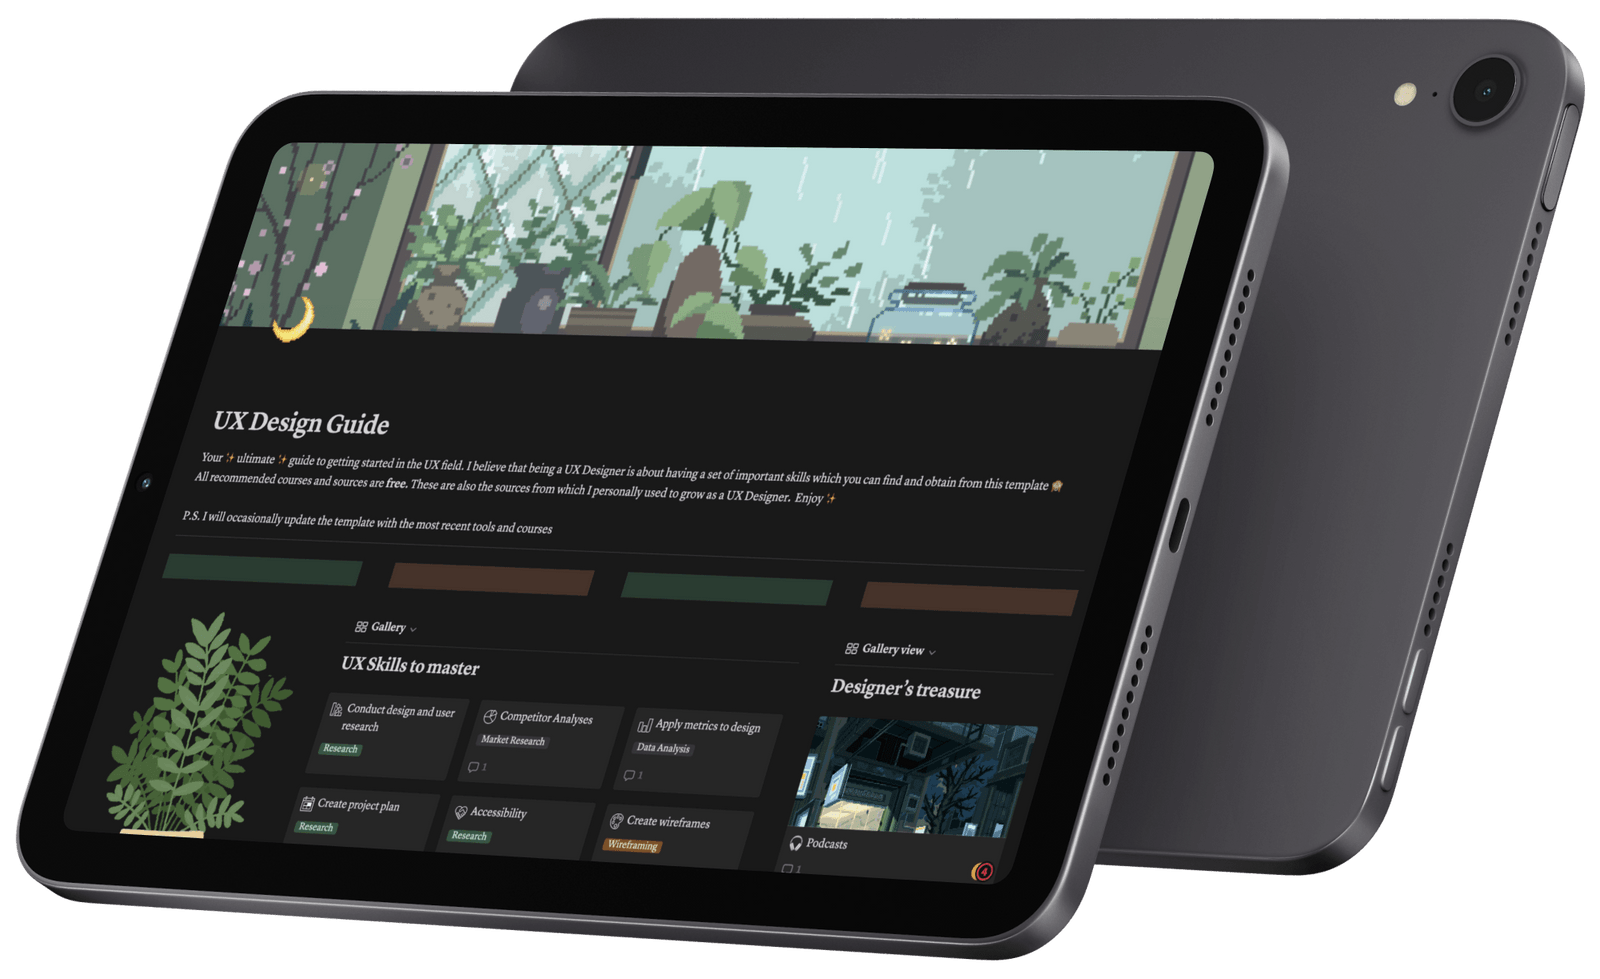 UX Design Guide
Your ✨ ultimate ✨ guide to getting started in the UX field. I believe that being a UX Designer is about having a set of important skills which you can find and obtain from this template 🙈
All recommended courses and sources are free. These are also the sources from which I personally used to grow as a UX Designer. Enjoy ✨
P.S. I will occasionally update the template with the most recent tools and courses
Gallery
Gallery view
UX Skills to master
Designer's treasure
Conduct design and user
research
Research
Competitor Analyses
Market Research
1
Apply metrics to design
Data Analysis
1
Create project plan
Research
Accessibility
Research
Create wireframes
Wireframing
Podcasts
1
4